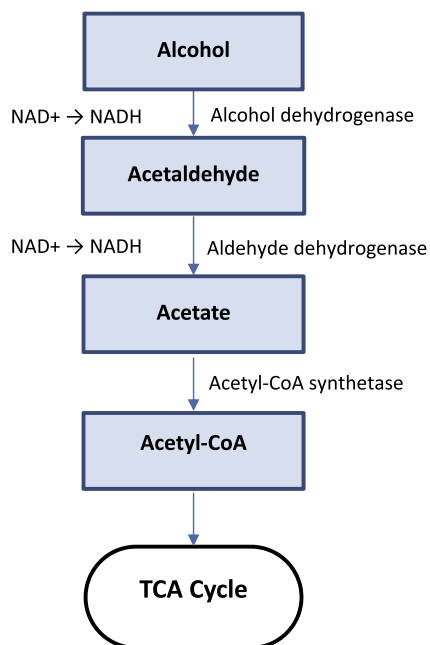 Alcohol
NAD+ → NADH
Alcohol dehydrogenase
Acetaldehyde
NAD+ → NADH
Aldehyde dehydrogenase
Acetate
Acetyl-CoA synthetase
Acetyl-CoA
TCA Cycle